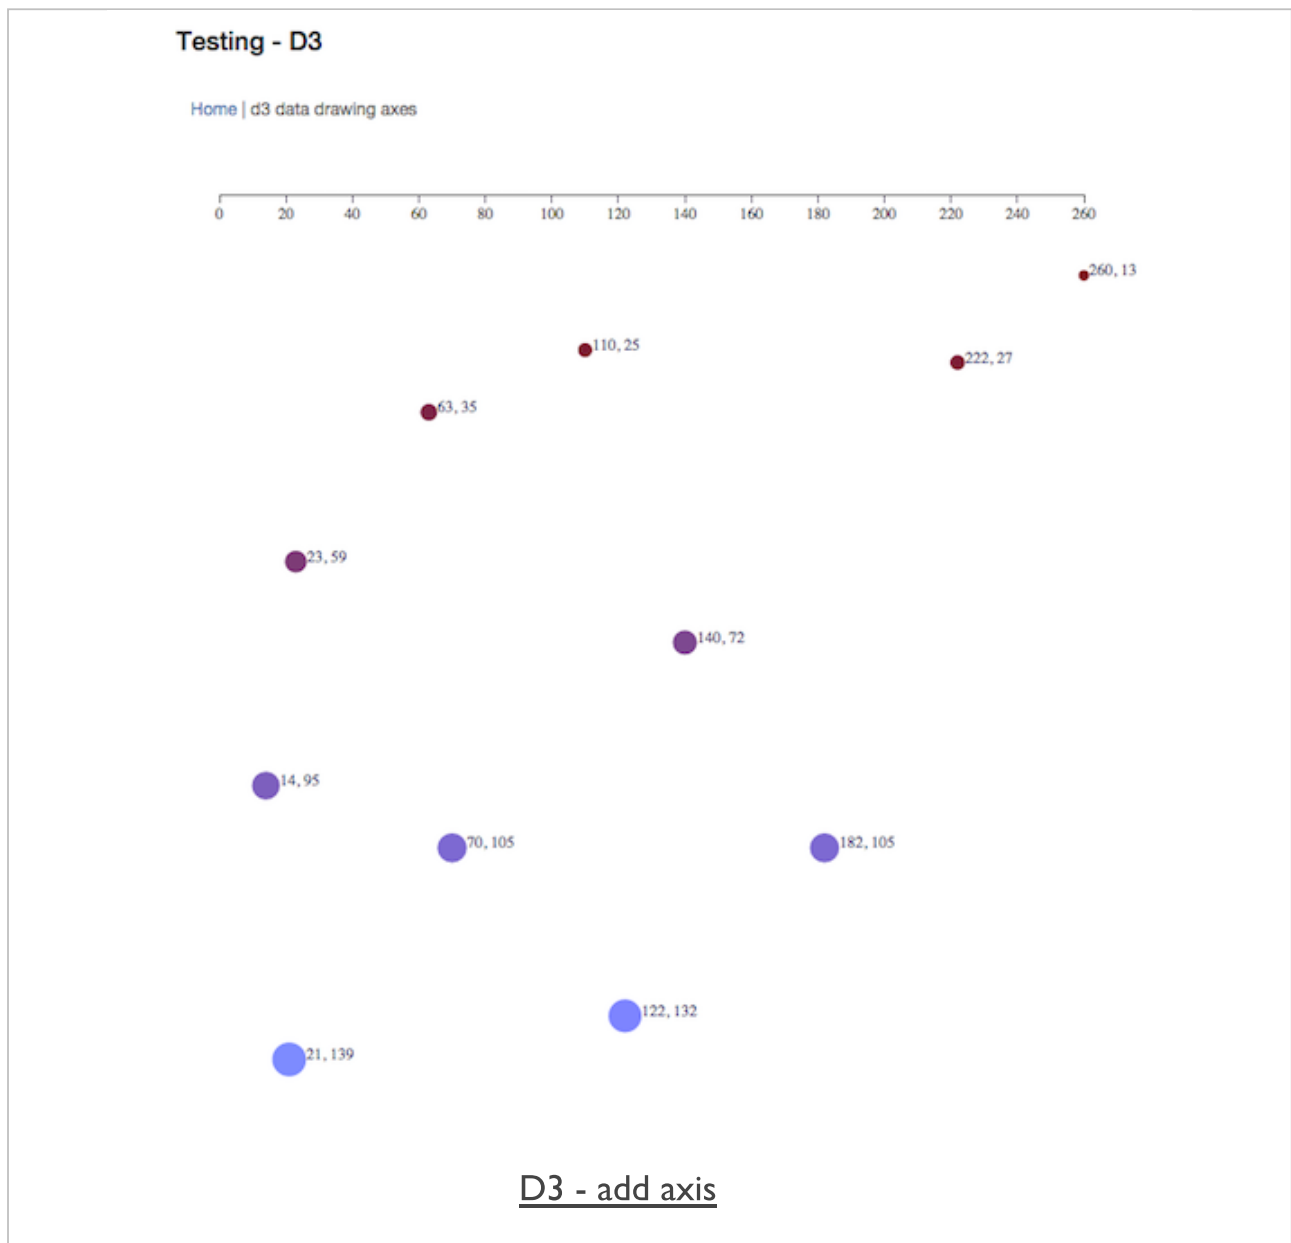 Testing - D3
Home | d3 data drawing axes
0 20 40 60 80 100 120 140 160 180 200 220 240 260
260, 13
110, 25
222, 27
63, 35
23, 59
140, 72
14, 95
70, 105
182, 105
122, 132
21, 139
D3 - add axis